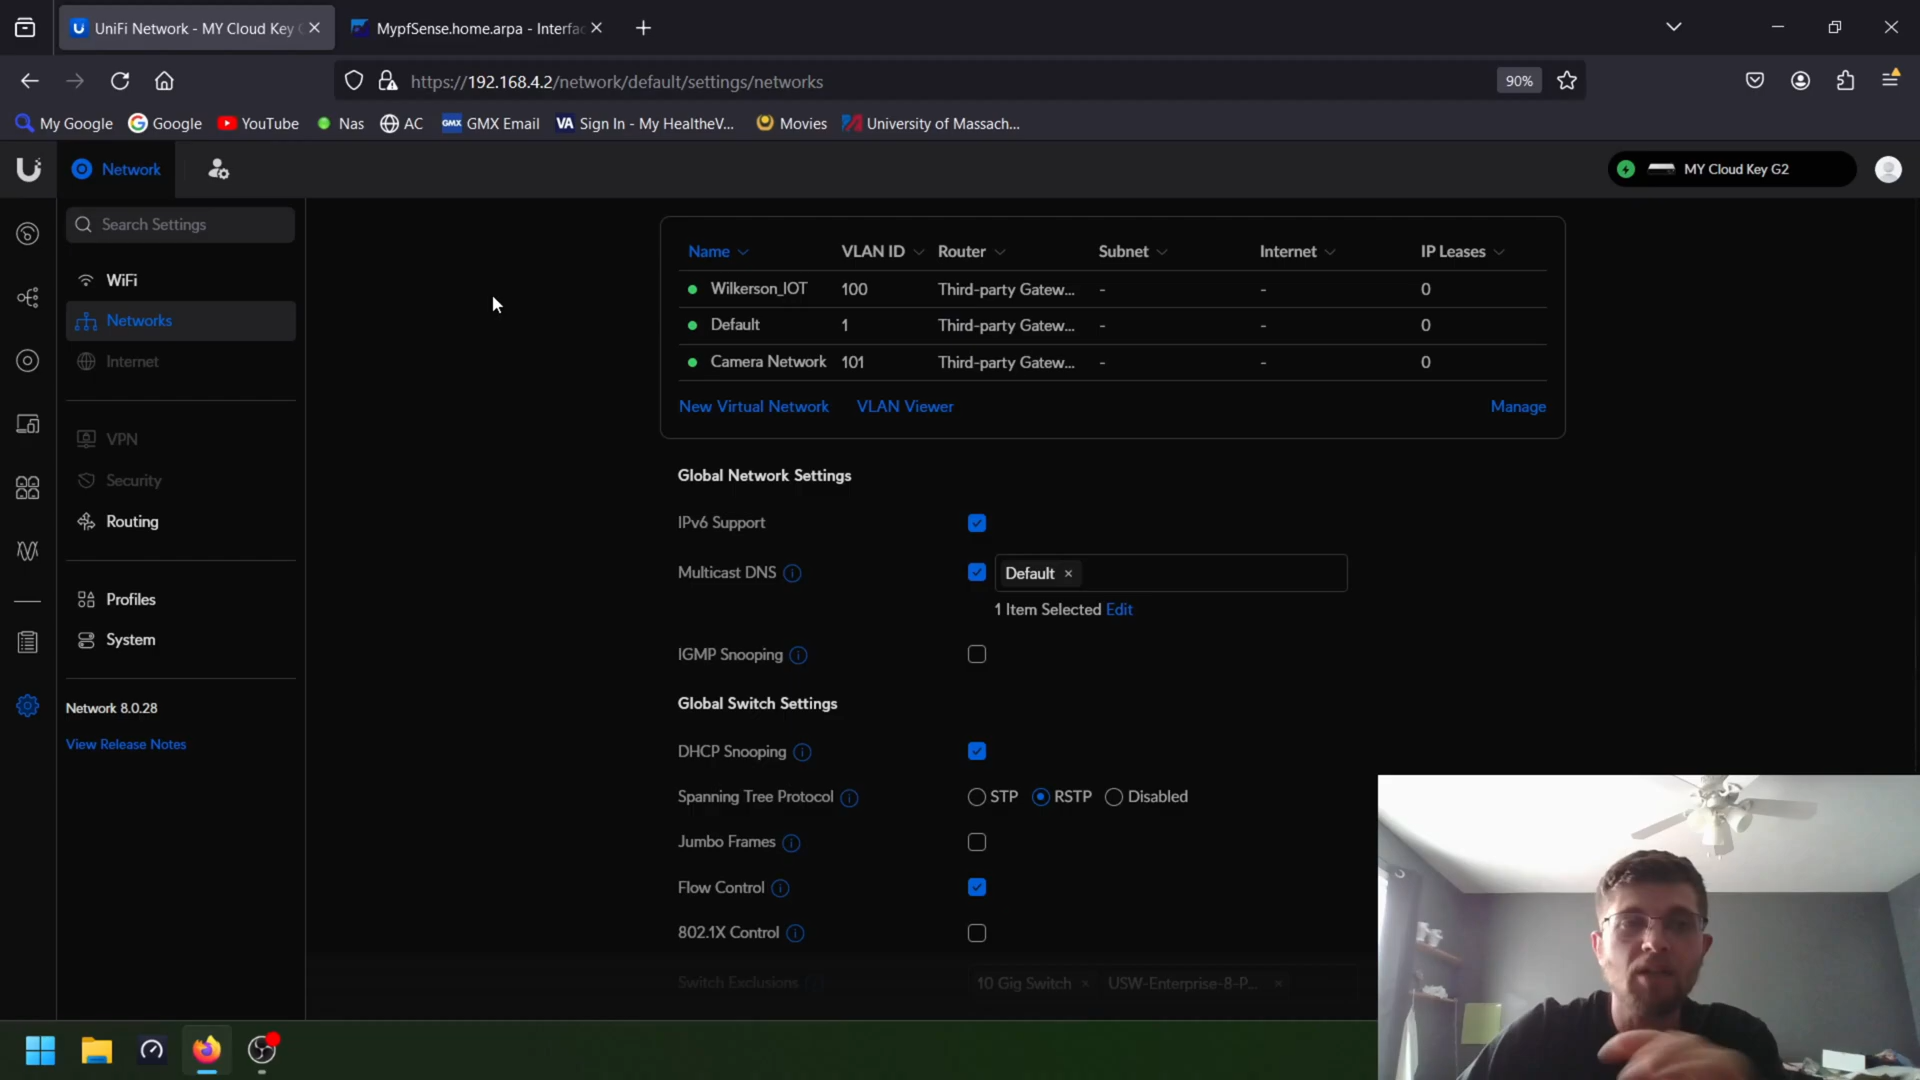 UniFi Network - MY Cloud Key
MypfSense.home.arpa - Interfac
https://192.168.4.2/network/default/settings/networks
90%
My Google
Google
YouTube
Nas
AC
GMX Email
VA Sign In - My HealtheV...
Movies
University of Massach...
Network
MY Cloud Key G2
Search Settings
WiFi
Networks
Internet
VPN
Security
Routing
Profiles
System
Network 8.0.28
View Release Notes
Name VLAN ID Router Subnet Internet IP Leases
Wilkerson_IOT 100 Third-party Gatew... - - 0
Default 1 Third-party Gatew... - - 0
Camera Network 101 Third-party Gatew... - - 0
New Virtual Network VLAN Viewer Manage
Global Network Settings
IPv6 Support
Multicast DNS Default ×
1 Item Selected Edit
IGMP Snooping
Global Switch Settings
DHCP Snooping
Spanning Tree Protocol STP RSTP Disabled
Jumbo Frames
Flow Control
802.1X Control
Switch Exclusions 10 Gig Switch × USW-Enterprise-8-P... ×